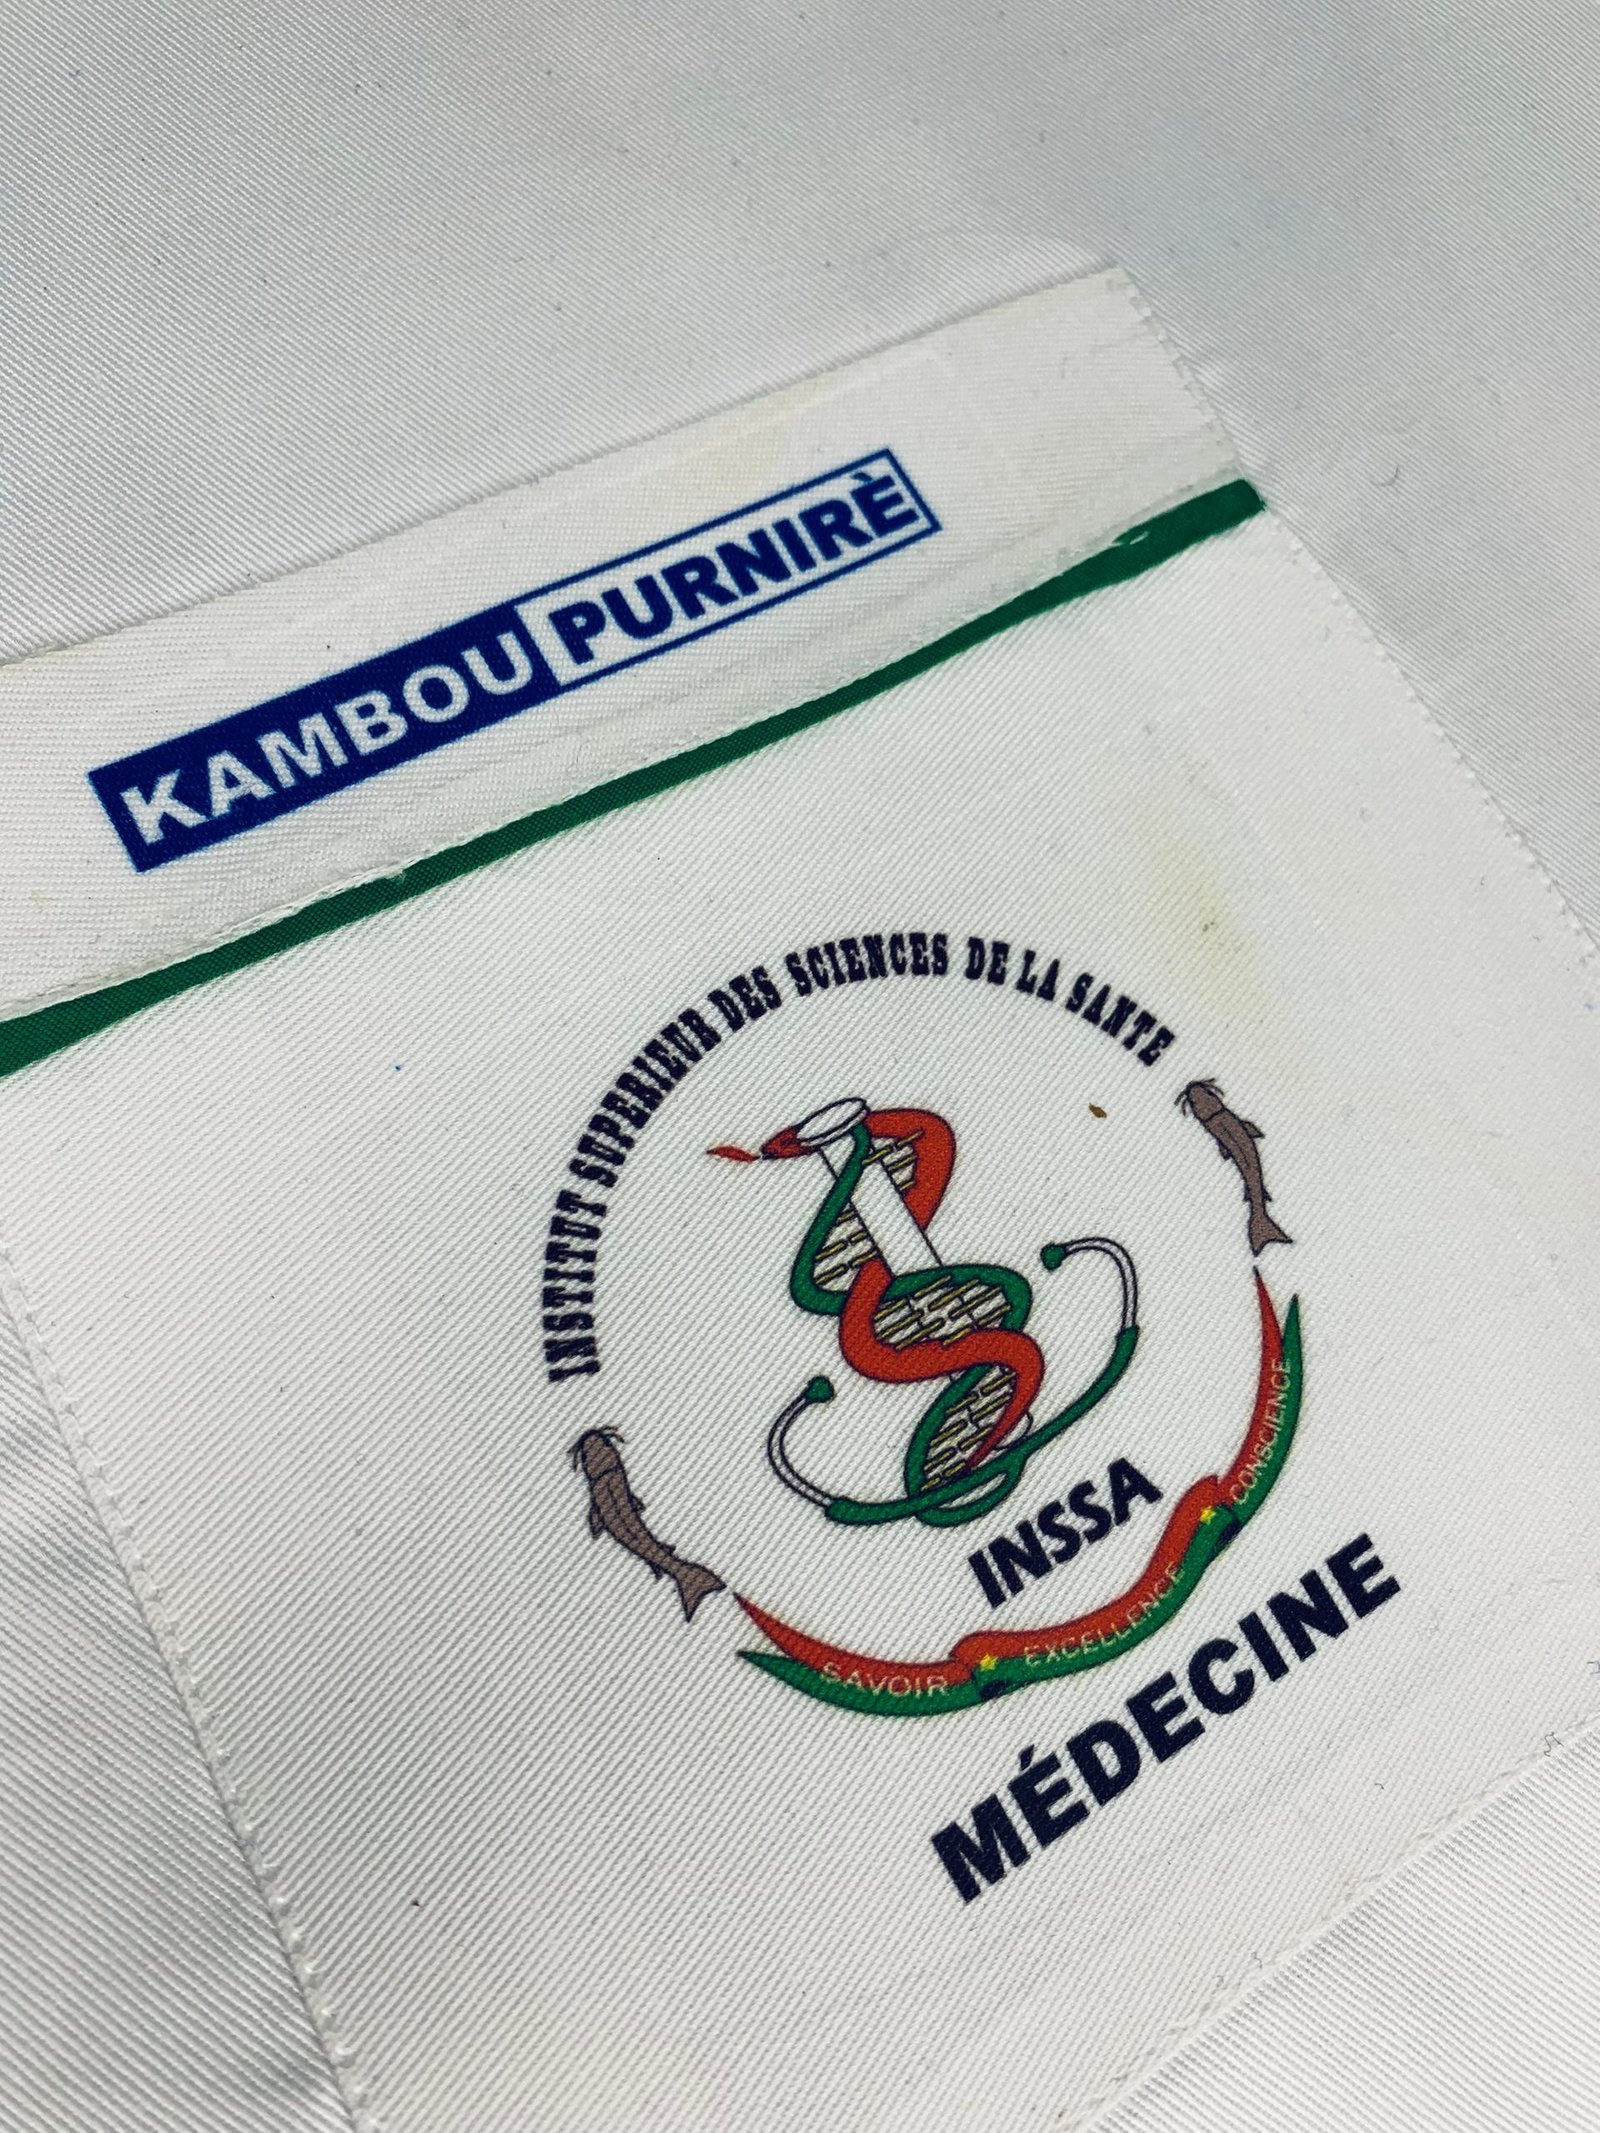 KAMBOU PURNIRÈ
INSTITUT SUPERIEUR DES SCIENCES DE LA SANTE
INSSA
SAVOIR EXCELLENCE CONSCIENCE
MÉDECINE